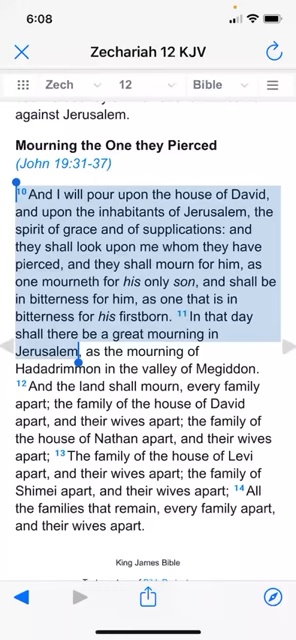 6:08
Zechariah 12 KJV
Zech 12 Bible
against Jerusalem.
Mourning the One they Pierced
(John 19:31-37)
10 And I will pour upon the house of David,
and upon the inhabitants of Jerusalem, the
spirit of grace and of supplications: and
they shall look upon me whom they have
pierced, and they shall mourn for him, as
one mourneth for his only son, and shall be
in bitterness for him, as one that is in
bitterness for his firstborn. 11 In that day
shall there be a great mourning in
Jerusalem, as the mourning of
Hadadrimmon in the valley of Megiddon.
12 And the land shall mourn, every family
apart; the family of the house of David
apart, and their wives apart; the family of
the house of Nathan apart, and their wives
apart; 13 The family of the house of Levi
apart, and their wives apart; the family of
Shimei apart, and their wives apart; 14 All
the families that remain, every family apart,
and their wives apart.
King James Bible